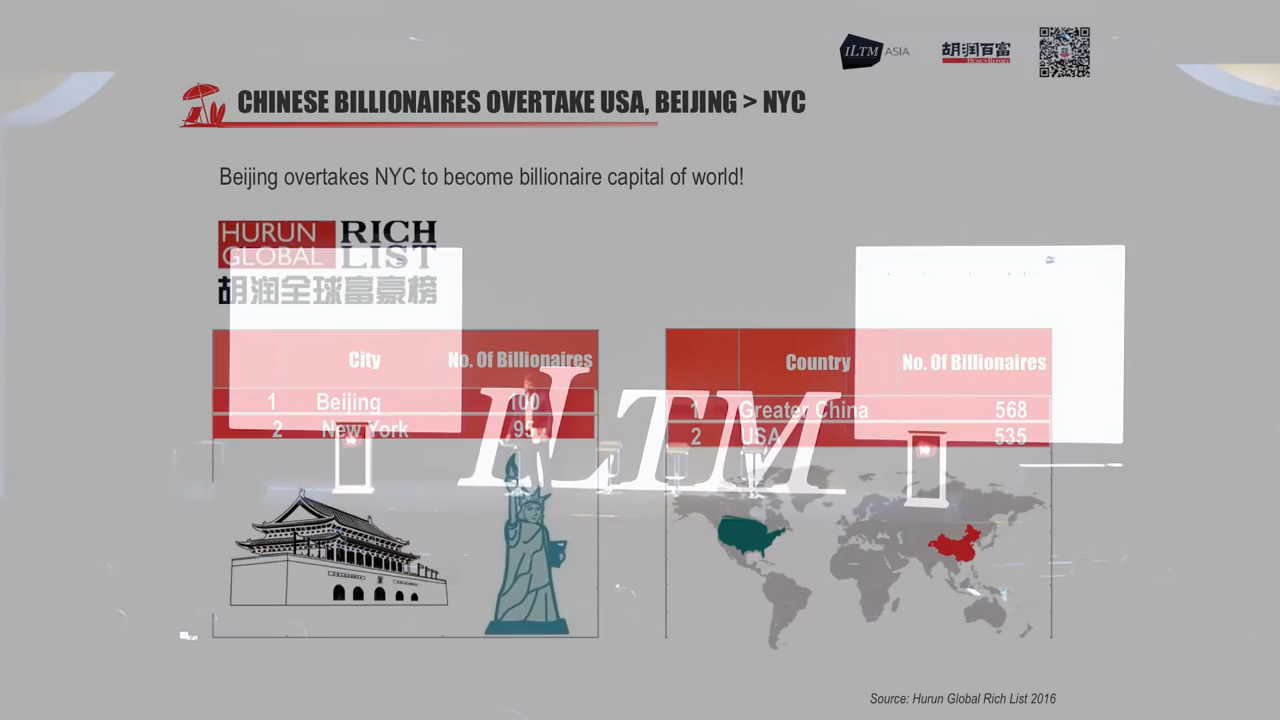 ILTM ASIA
胡润百富
HURUN REPORT
CHINESE BILLIONAIRES OVERTAKE USA, BEIJING > NYC
Beijing overtakes NYC to become billionaire capital of world!
HURUN GLOBAL
RICH LIST
胡润全球富豪榜
City No. Of Billionaires
1 Beijing 100
2 New York 95
Country No. Of Billionaires
1 Greater China 568
2 USA 535
ILTM
Source: Hurun Global Rich List 2016